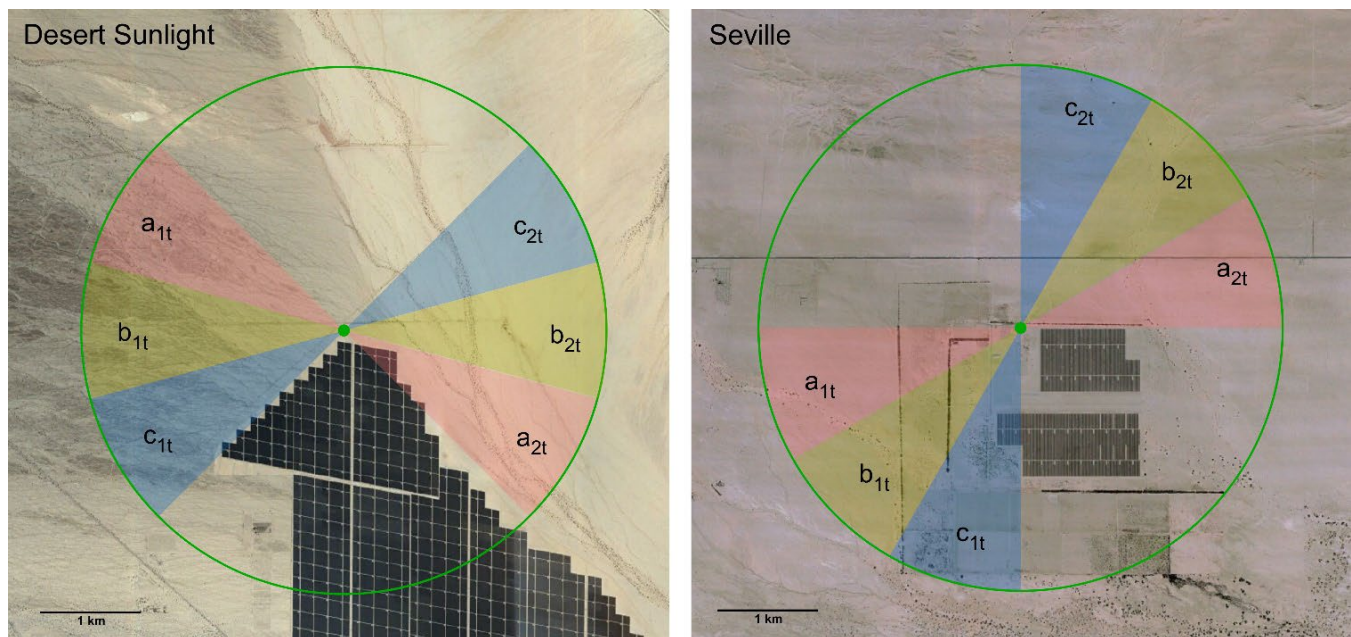 Desert Sunlight
a1t
b1t
c1t
c2t
b2t
a2t
1 km
Seville
c2t
b2t
a2t
a1t
b1t
c1t
1 km